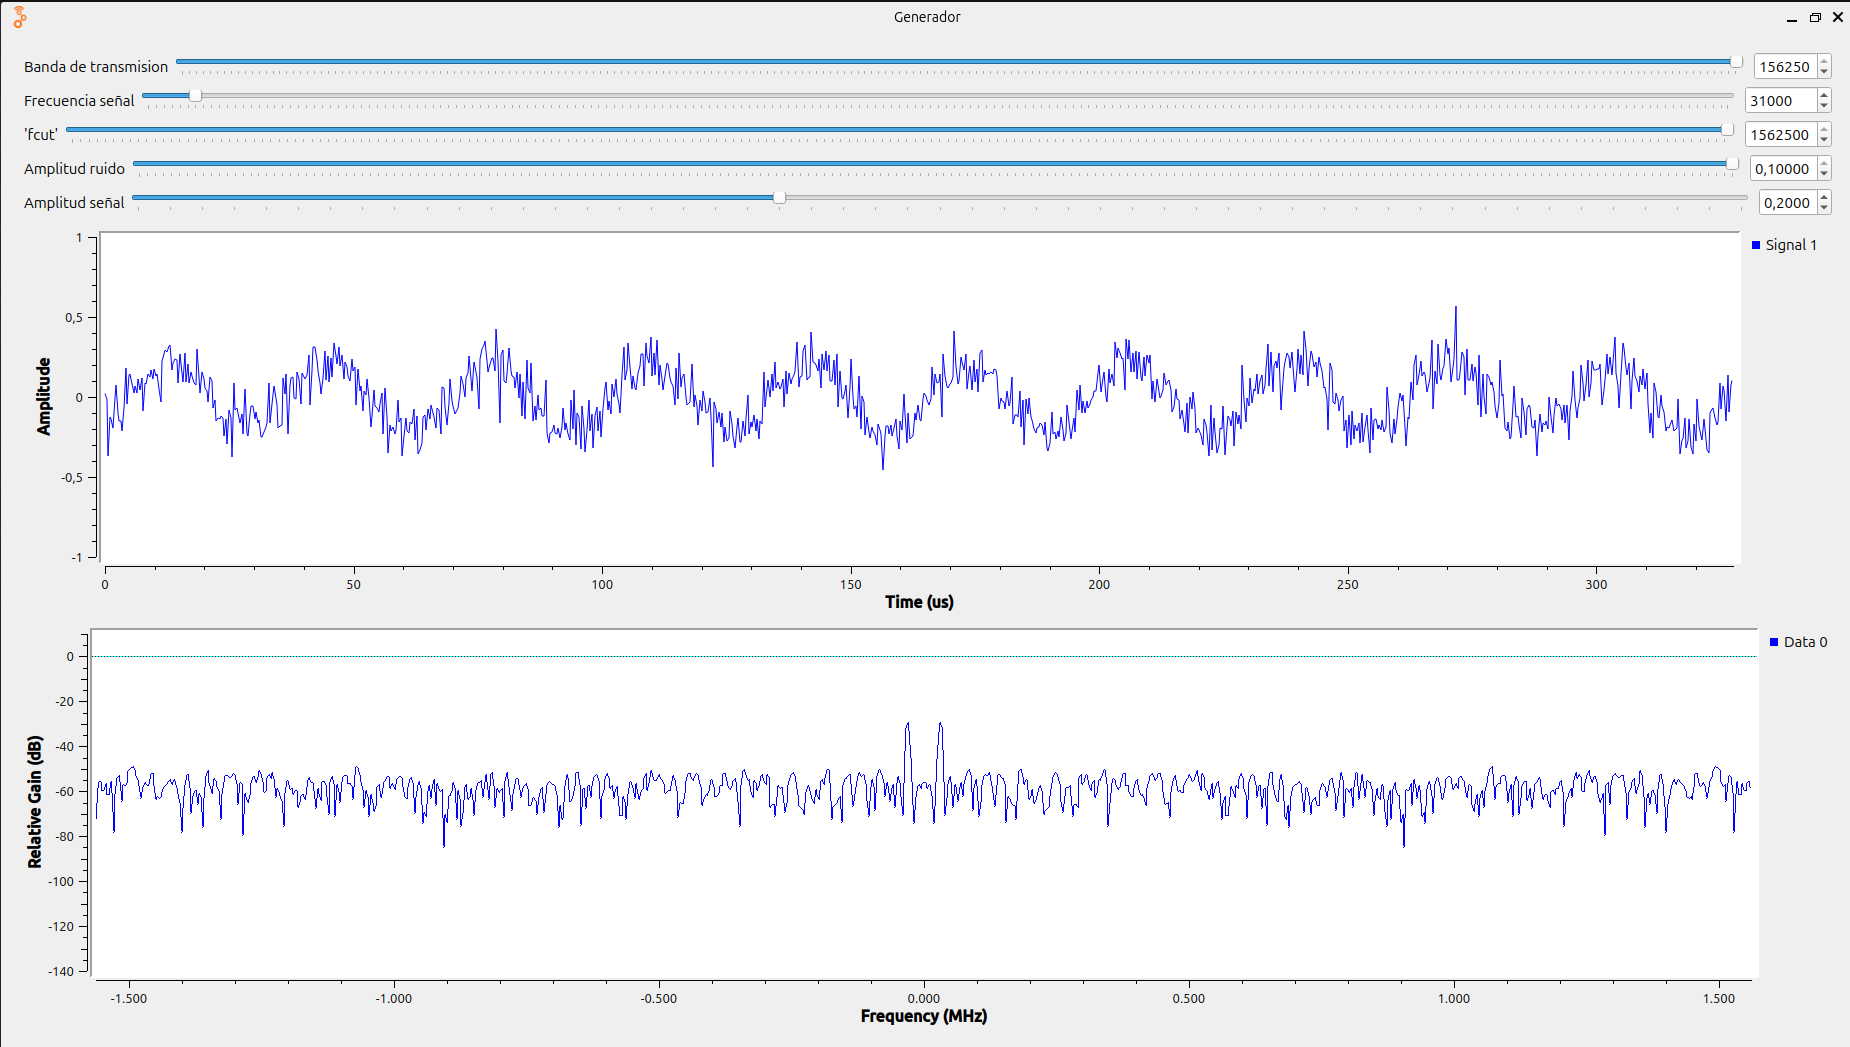 Generador
Banda de transmision 156250
Frecuencia señal 31000
'fcut' 1562500
Amplitud ruido 0,10000
Amplitud señal 0,2000
Signal 1
1
0,5
0
-0,5
-1
Amplitude
0 50 100 150 200 250 300
Time (us)
Data 0
0
-20
-40
-60
-80
-100
-120
-140
Relative Gain (dB)
-1.500 -1.000 -0.500 0.000 0.500 1.000 1.500
Frequency (MHz)